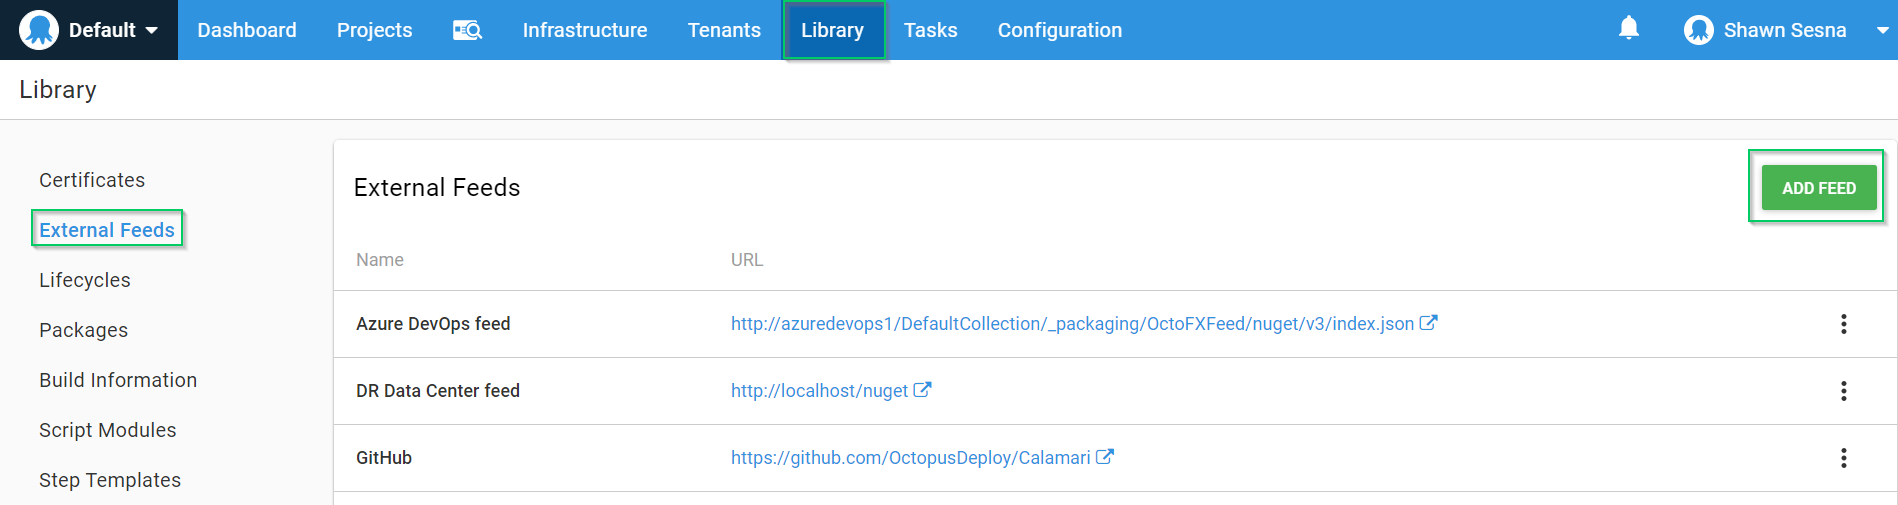 Default Dashboard Projects Infrastructure Tenants Library Tasks Configuration Shawn Sesna
Library
Certificates
External Feeds
Lifecycles
Packages
Build Information
Script Modules
Step Templates
External Feeds
ADD FEED
Name URL
Azure DevOps feed http://azuredevops1/DefaultCollection/_packaging/OctoFXFeed/nuget/v3/index.json
DR Data Center feed http://localhost/nuget
GitHub https://github.com/OctopusDeploy/Calamari